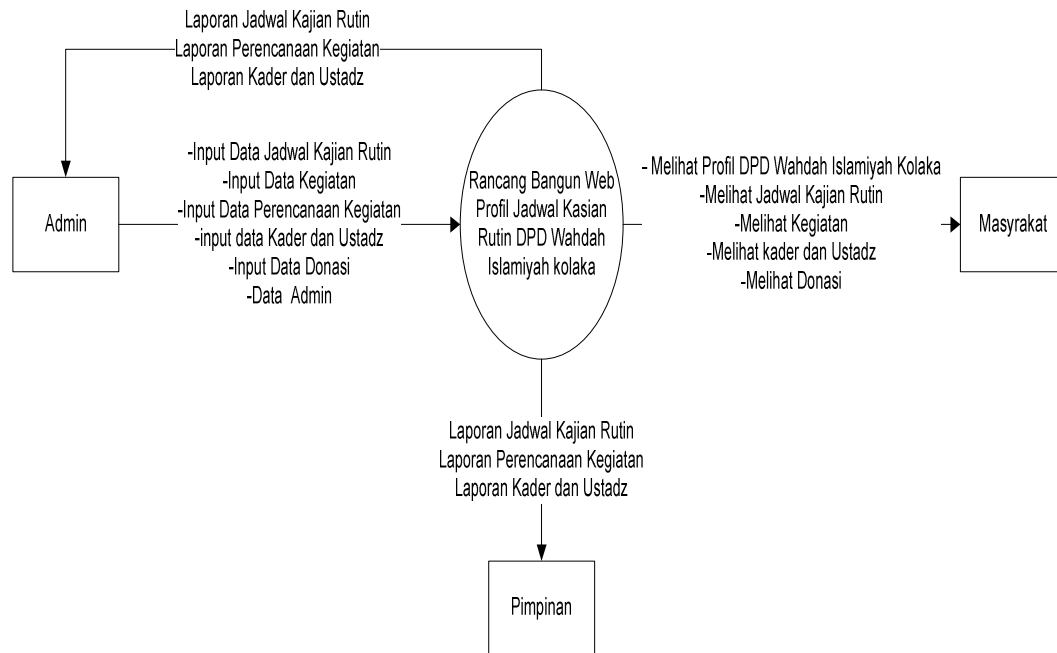 Laporan Jadwal Kajian Rutin
Laporan Perencanaan Kegiatan
Laporan Kader dan Ustadz
Admin
-Input Data Jadwal Kajian Rutin
-Input Data Kegiatan
-Input Data Perencanaan Kegiatan
-input data Kader dan Ustadz
-Input Data Donasi
-Data Admin
Rancang Bangun Web
Profil Jadwal Kasian
Rutin DPD Wahdah
Islamiyah kolaka
- Melihat Profil DPD Wahdah Islamiyah Kolaka
-Melihat Jadwal Kajian Rutin
-Melihat Kegiatan
-Melihat kader dan Ustadz
-Melihat Donasi
Masyrakat
Laporan Jadwal Kajian Rutin
Laporan Perencanaan Kegiatan
Laporan Kader dan Ustadz
Pimpinan